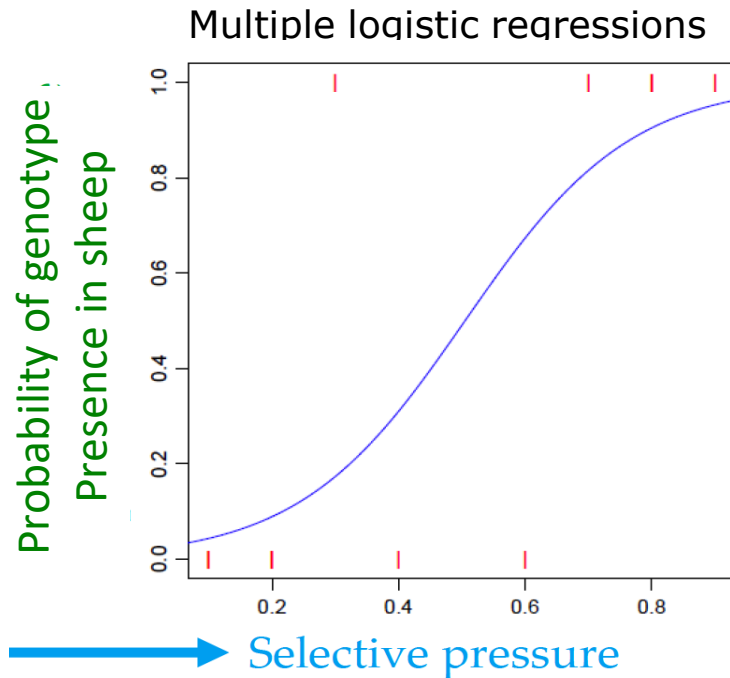 Multiple logistic regressions
Probability of genotype
Presence in sheep
1.0
0.8
0.6
0.4
0.2
0.0
0.2 0.4 0.6 0.8
Selective pressure